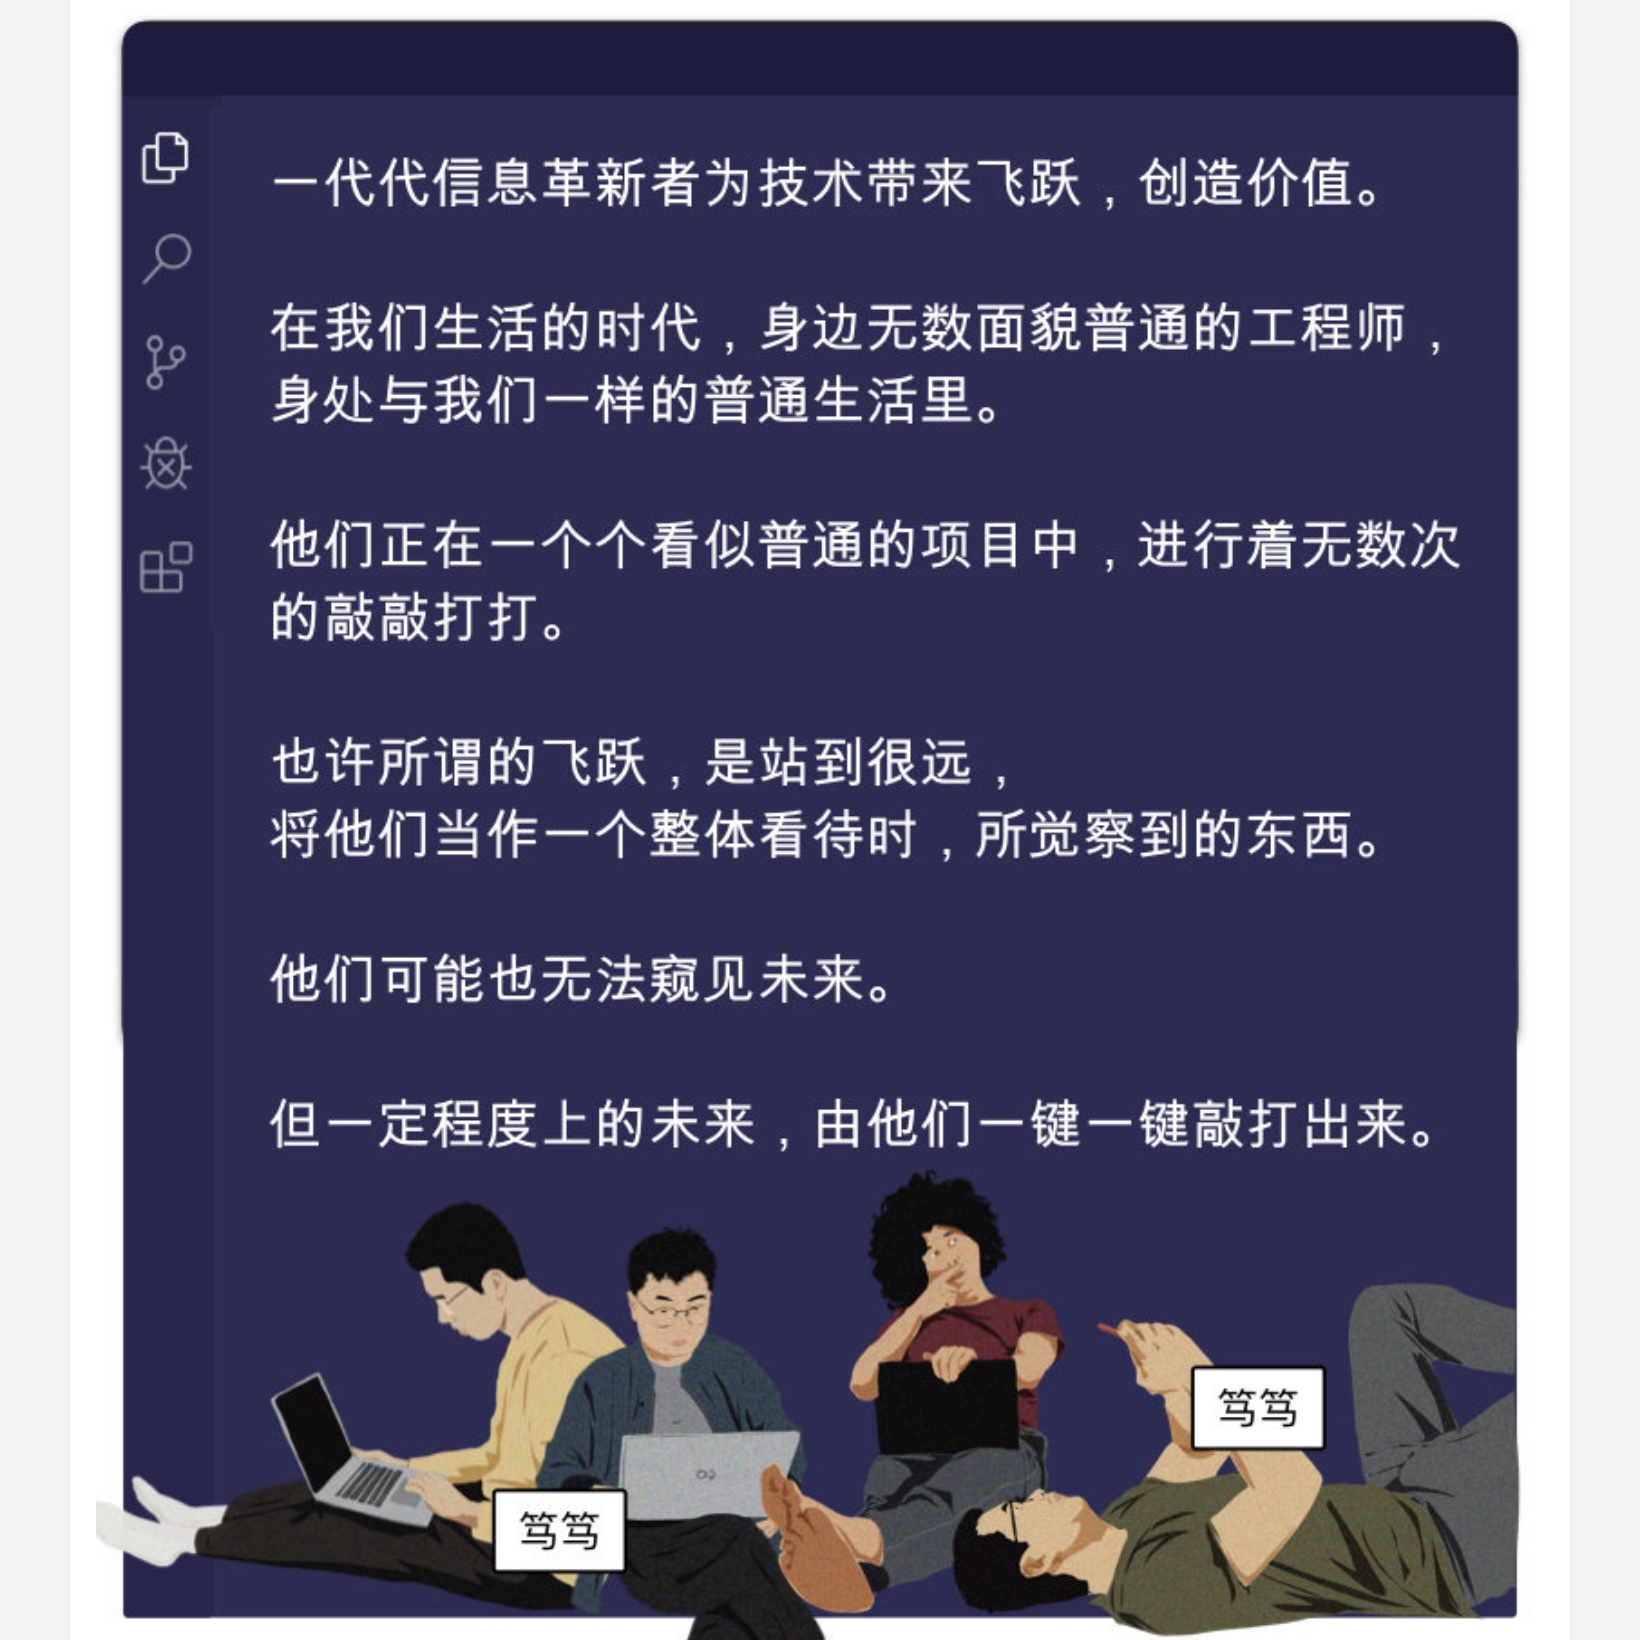 一代代信息革新者为技术带来飞跃，创造价值。
在我们生活的时代，身边无数面貌普通的工程师，
身处与我们一样的普通生活里。
他们正在一个个看似普通的项目中，进行着无数次
的敲敲打打。
也许所谓的飞跃，是站到很远，
将他们当作一个整体看待时，所觉察到的东西。
他们可能也无法窥见未来。
但一定程度上的未来，由他们一键一键敲打出来。
笃笃
笃笃